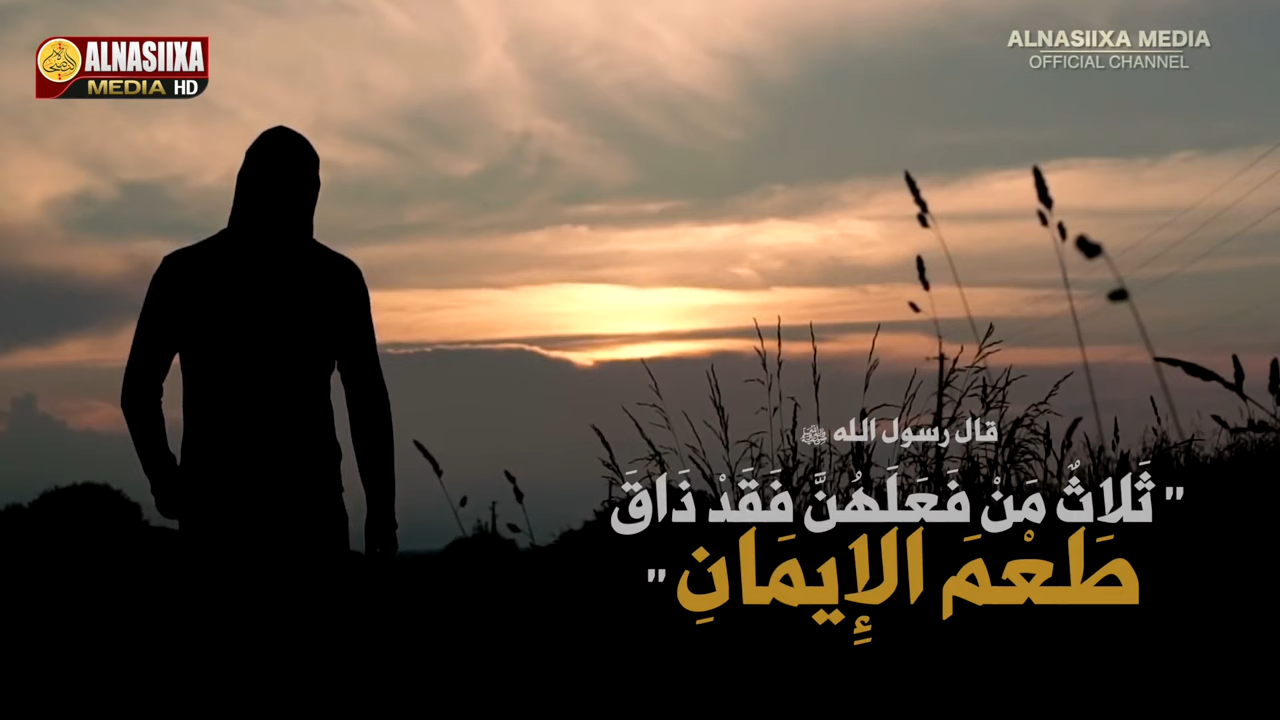 ALNASIIXA
MEDIA HD
ALNASIIXA MEDIA
OFFICIAL CHANNEL
قال رسول الله ﷺ
" ثَلاثٌ مَنْ فَعَلَهُنَّ فَقَدْ ذَاقَ
طَعْمَ الإِيمَانِ "